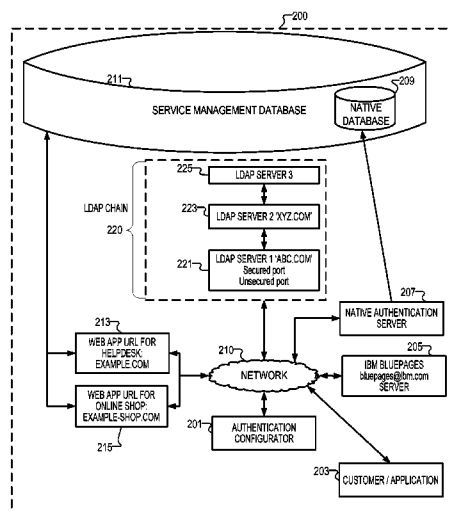 200
211
209
SERVICE MANAGEMENT DATABASE
NATIVE
DATABASE
225
LDAP SERVER 3
LDAP CHAIN
220
223
LDAP SERVER 2 'XYZ.COM'
221
LDAP SERVER 1 'ABC.COM'
Secured port
Unsecured port
207
NATIVE AUTHENTICATION
SERVER
213
WEB APP URL FOR
HELPDESK:
EXAMPLE.COM
210
NETWORK
205
IBM BLUEPAGES
bluepages@ibm.com
SERVER
WEB APP URL FOR
ONLINE SHOP:
EXAMPLE-SHOP.COM
215
201
AUTHENTICATION
CONFIGURATOR
203
CUSTOMER / APPLICATION